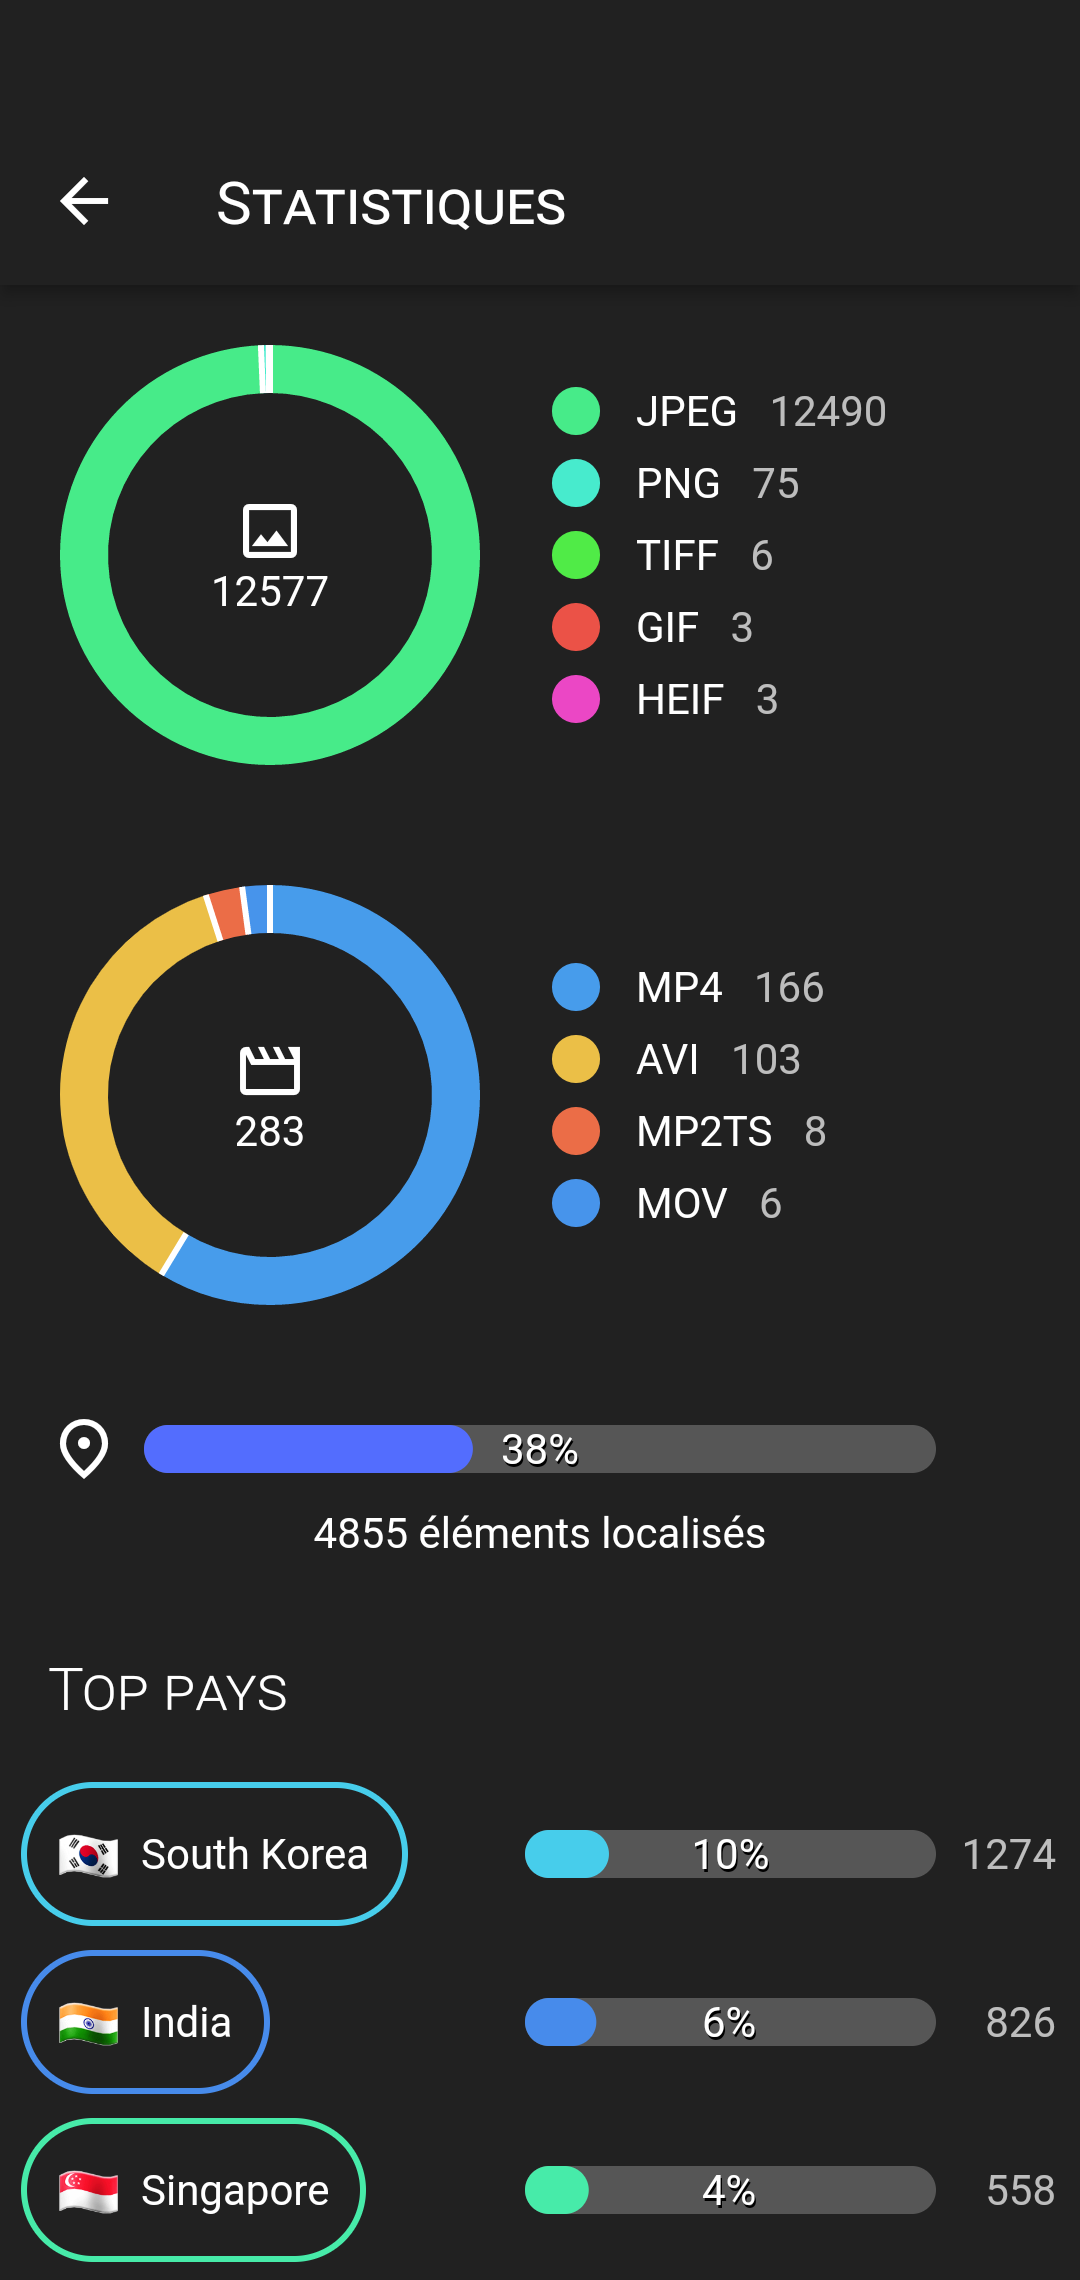 Statistiques
JPEG 12490
PNG 75
TIFF 6
GIF 3
HEIF 3
12577
MP4 166
AVI 103
MP2TS 8
MOV 6
283
38%
4855 éléments localisés
Top pays
South Korea 10% 1274
India 6% 826
Singapore 4% 558